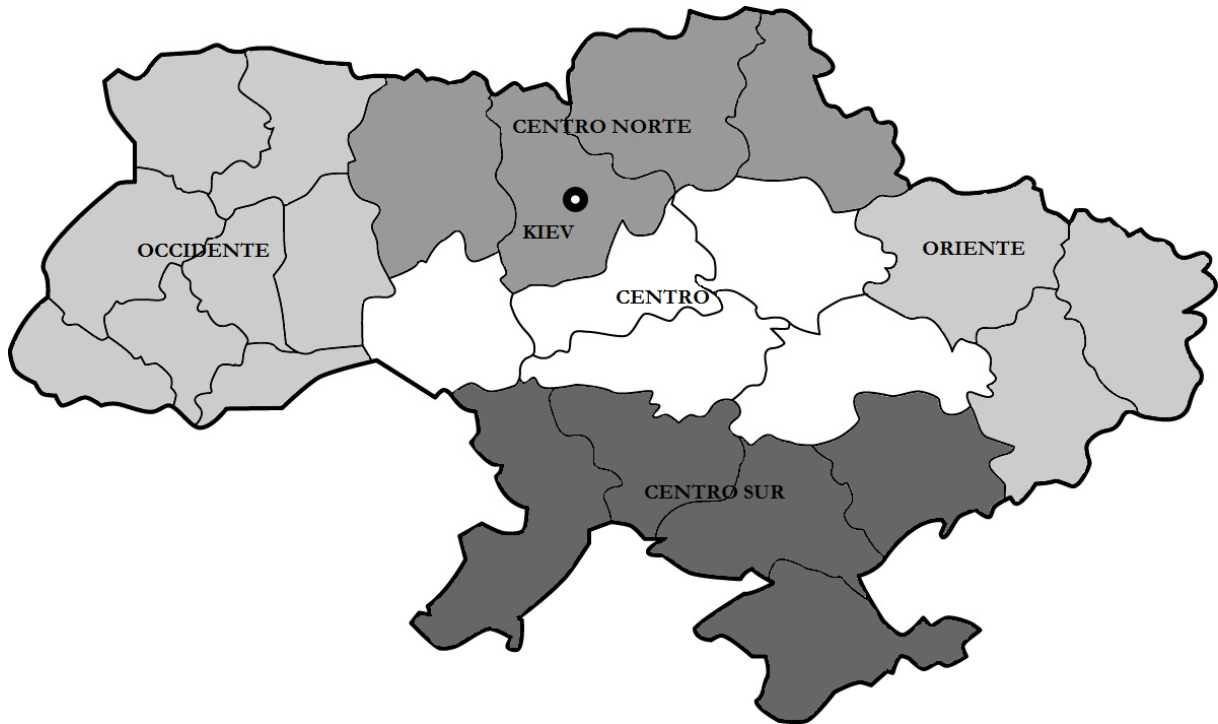 CENTRO NORTE
KIEV
OCCIDENTE
ORIENTE
CENTRO
CENTRO SUR